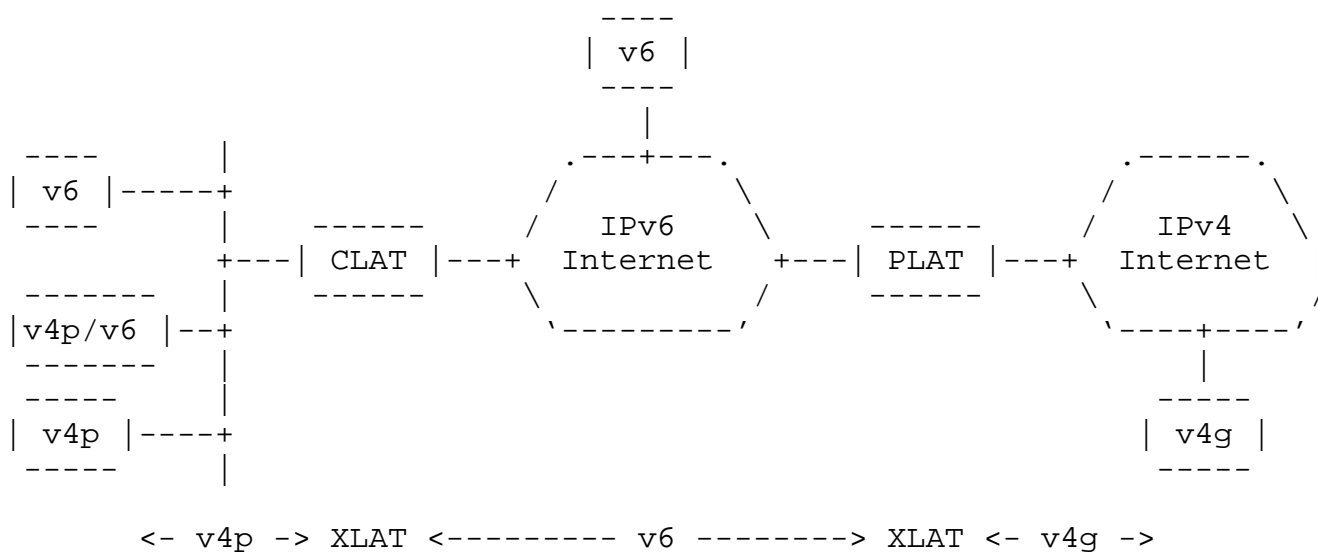 ----
| v6 |
----
|
---- | .---+---. .------.
| v6 |-----+ / \ / \
---- | ------ / IPv6 \ ------ / IPv4 \
+---| CLAT |---+ Internet +---| PLAT |---+ Internet
------- | ------ \ / ------ \ /
|v4p/v6 |--+ `---------' `----+----'
------- | |
----- | -----
| v4p |----+ | v4g |
----- | -----
<- v4p -> XLAT <--------- v6 --------> XLAT <- v4g ->